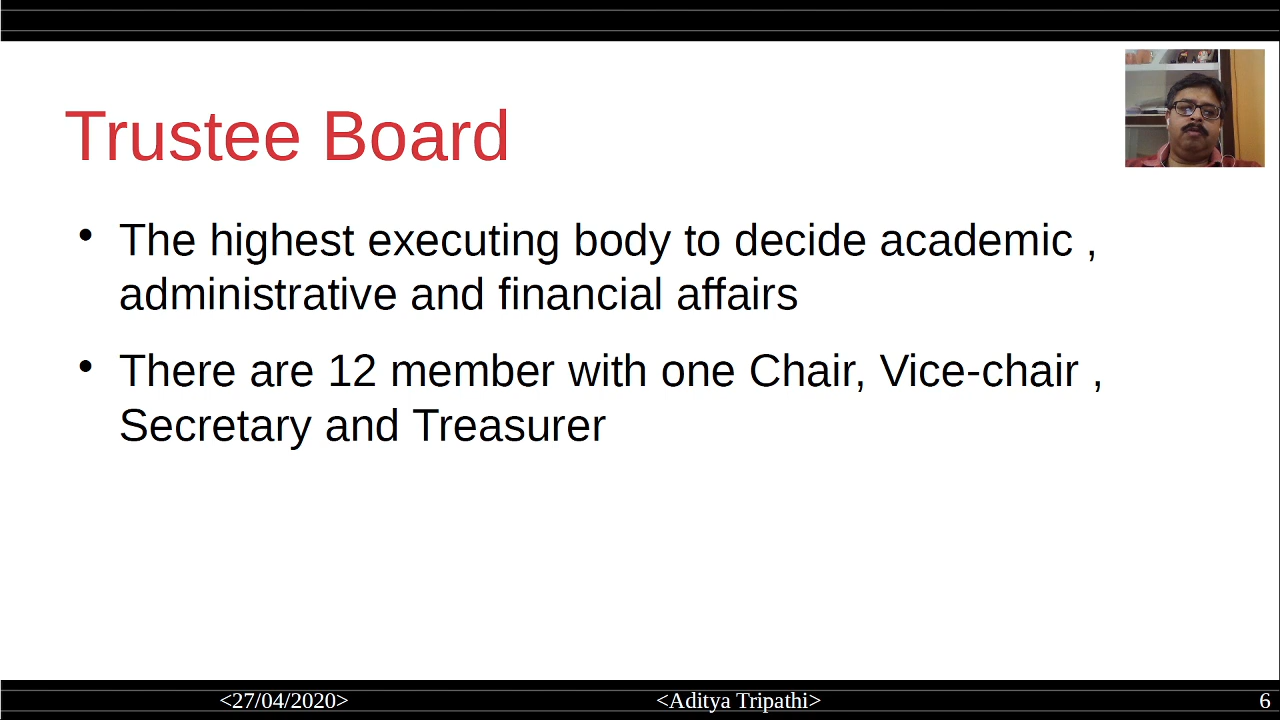 Trustee Board
• The highest executing body to decide academic ,
administrative and financial affairs
• There are 12 member with one Chair, Vice-chair ,
Secretary and Treasurer
<27/04/2020> <Aditya Tripathi> 6